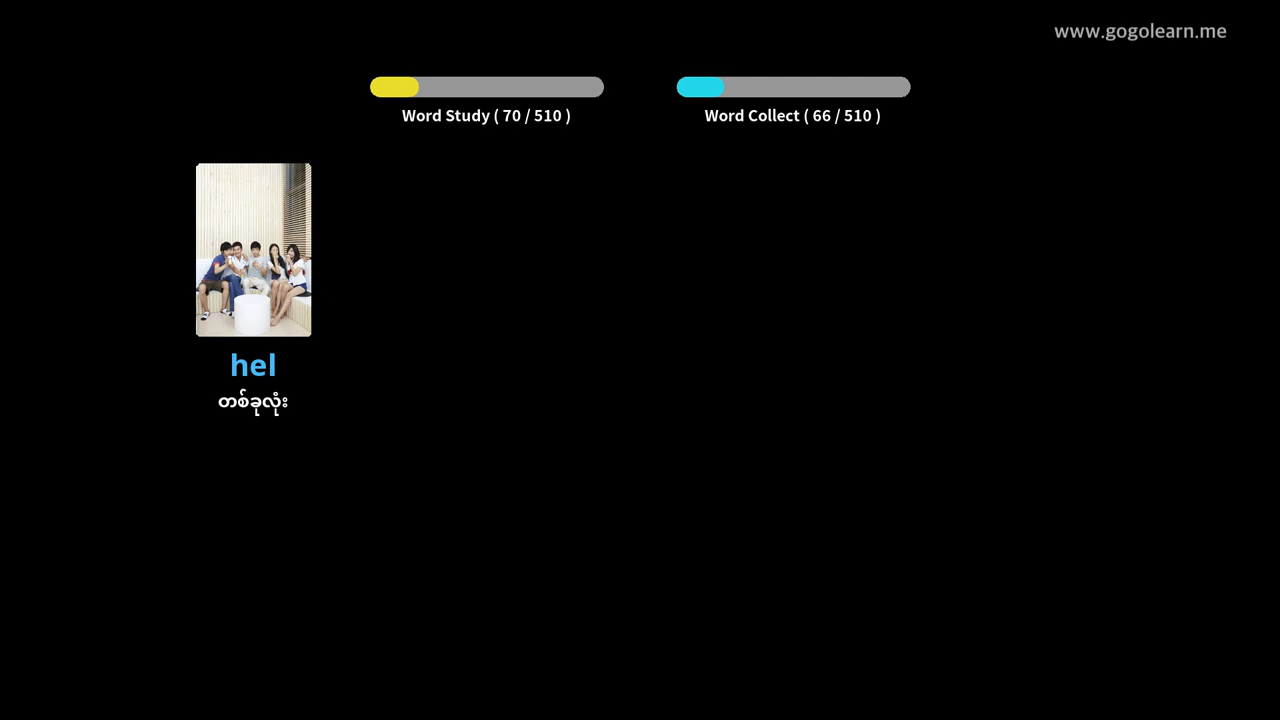 www.gogolearn.me
Word Study ( 70 / 510 )
Word Collect ( 66 / 510 )
hel
တစ်ခုလုံး